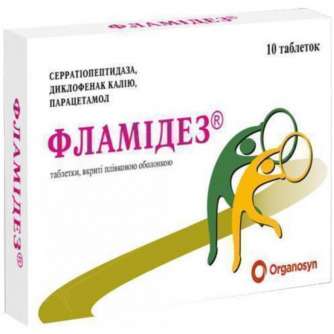 10 таблеток
СЕРРАТІОПЕПТИДАЗА,
ДИКЛОФЕНАК КАЛІЮ,
ПАРАЦЕТАМОЛ
ФЛАМІДЕЗ®
таблетки, вкриті плівковою оболонкою
Organosyn